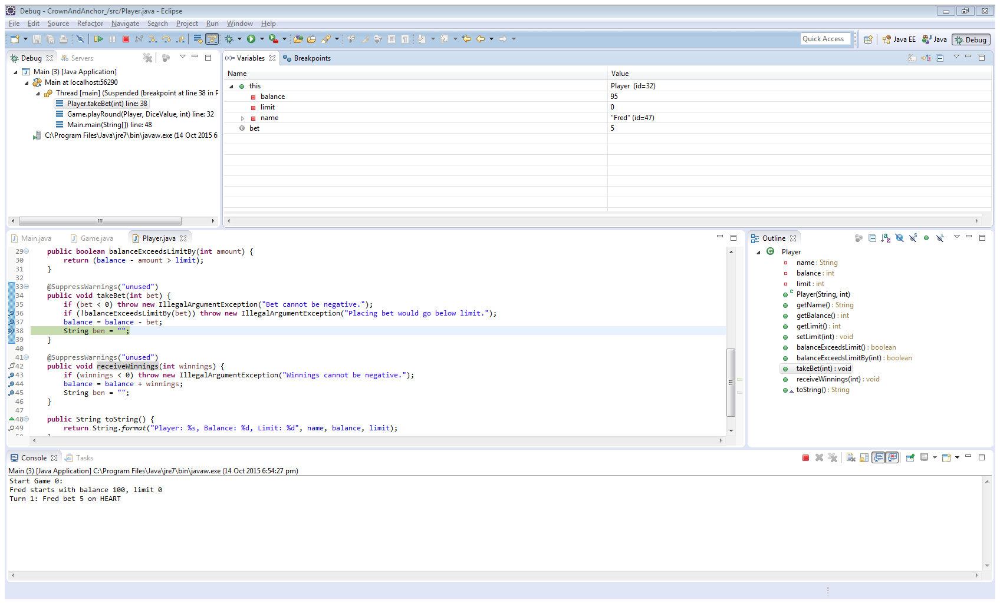 Debug - CrownAndAnchor_/src/Player.java - Eclipse
File Edit Source Refactor Navigate Search Project Run Window Help
Quick Access Java EE Java Debug
Debug Servers
Main (3) [Java Application]
Main at localhost:56290
Thread [main] (Suspended (breakpoint at line 38 in P
Player.takeBet(int) line: 38
Game.playRound(Player, DiceValue, int) line: 32
Main.main(String[]) line: 48
C:\Program Files\Java\jre7\bin\javaw.exe (14 Oct 2015 6:
(x)= Variables Breakpoints
Name Value
this Player (id=32)
balance 95
limit 0
name "Fred" (id=47)
bet 5
Main.java Game.java Player.java
29 public boolean balanceExceedsLimitBy(int amount) {
30 return (balance - amount > limit);
31 }
32
33 @SuppressWarnings("unused")
34 public void takeBet(int bet) {
35 if (bet < 0) throw new IllegalArgumentException("Bet cannot be negative.");
36 if (!balanceExceedsLimitBy(bet)) throw new IllegalArgumentException("Placing bet would go below limit.");
37 balance = balance - bet;
38 String ben = "";
39 }
40
41 @SuppressWarnings("unused")
42 public void receiveWinnings(int winnings) {
43 if (winnings < 0) throw new IllegalArgumentException("Winnings cannot be negative.");
44 balance = balance + winnings;
45 String ben = "";
46 }
47
48 public String toString() {
49 return String.format("Player: %s, Balance: %d, Limit: %d", name, balance, limit);
Outline
Player
name : String
balance : int
limit : int
Player(String, int)
getName() : String
getBalance() : int
getLimit() : int
setLimit(int) : void
balanceExceedsLimit() : boolean
balanceExceedsLimitBy(int) : boolean
takeBet(int) : void
receiveWinnings(int) : void
toString() : String
Console Tasks
Main (3) [Java Application] C:\Program Files\Java\jre7\bin\javaw.exe (14 Oct 2015 6:54:27 pm)
Start Game 0:
Fred starts with balance 100, limit 0
Turn 1: Fred bet 5 on HEART